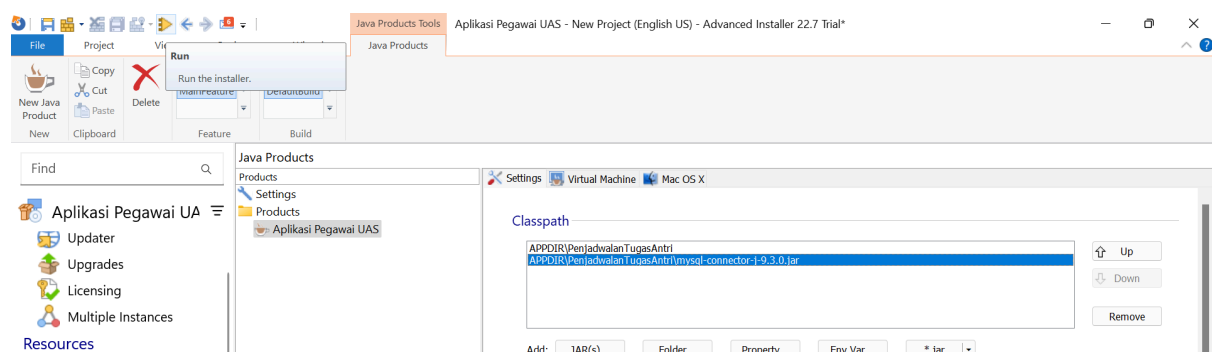 Java Products Tools
Aplikasi Pegawai UAS - New Project (English US) - Advanced Installer 22.7 Trial*
File
Project
Java Products
Run
Run the installer.
New Java
Product
Copy
Cut
Paste
Delete
MainFeature
DefaultBuild
New
Clipboard
Feature
Build
Find
Java Products
Products
Settings
Products
Aplikasi Pegawai UAS
Settings
Virtual Machine
Mac OS X
Aplikasi Pegawai UA
Updater
Upgrades
Licensing
Multiple Instances
Resources
Classpath
APPDIR\PenjadwalanTugasAntri
APPDIR\PenjadwalanTugasAntri\mysql-connector-j-9.3.0.jar
Up
Down
Remove
Add:
JAR(s)
Folder
Property
Env Var
*.jar